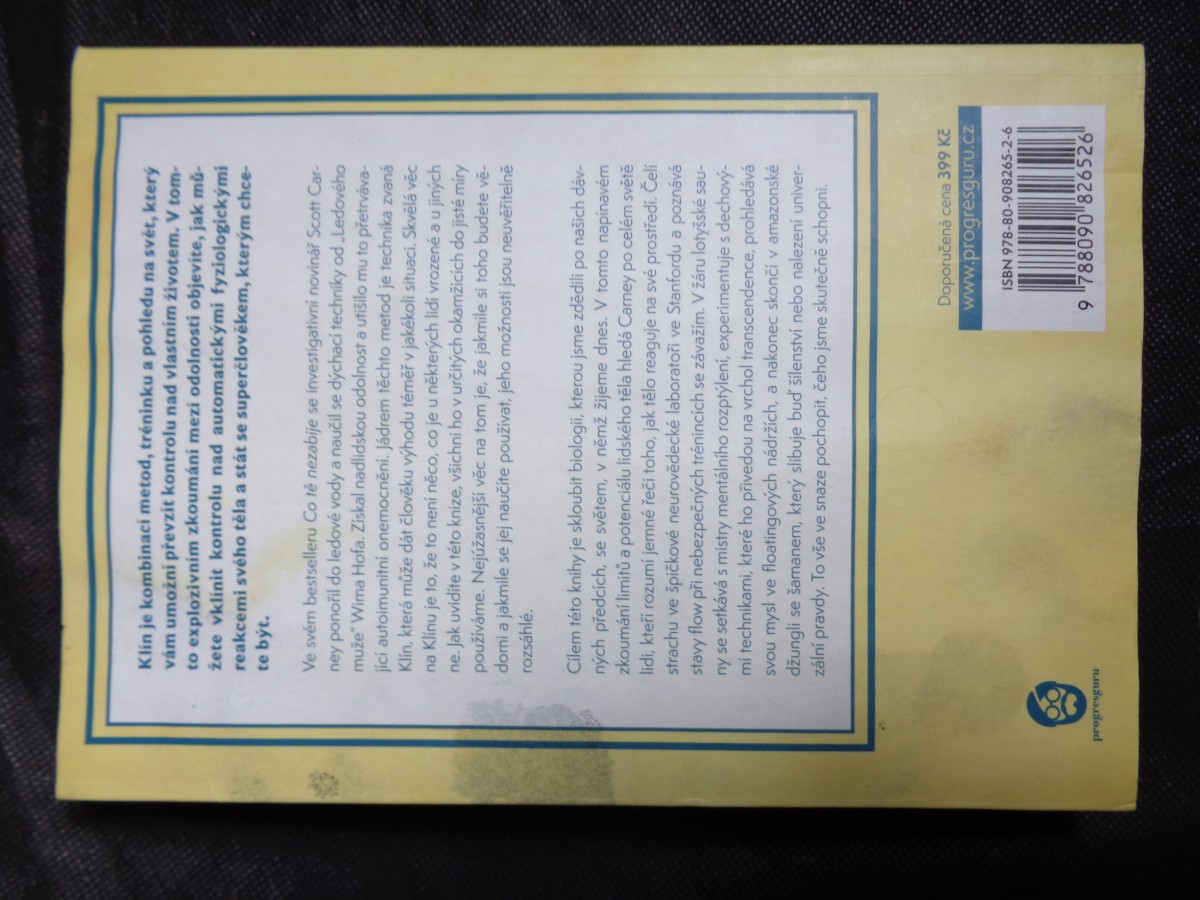 Klin je kombinací metod, tréninku a pohledu na svět, který
vám umožní převzít kontrolu nad vlastním životem. V tom-
to explozivním zkoumání mezí odolnosti objevíte, jak mů-
žete vklínit kontrolu nad automatickými fyziologickými
reakcemi svého těla a stát se superčlověkem, kterým chce-
te být.
Ve svém bestselleru Co tě nezabije se investigativní novinář Scott Car-
ney ponořil do ledové vody a naučil se dýchací techniky od „Ledového
muže“ Wima Hofa. Získal nadlidskou odolnost a utišilo mu to přetrváva-
jící autoimunitní onemocnění. Jádrem těchto metod je technika zvaná
Klin, která může dát člověku výhodu téměř v jakékoli situaci. Skvělá věc
na Klinu je to, že to není něco, co je u některých lidí vrozené a u jiných
ne. Jak uvidíte v této knize, všichni ho v určitých okamžicích do jisté míry
používáme. Nejúžasnější věc na tom je, že jakmile si toho budete vě-
domi a jakmile se jej naučíte používat, jeho možnosti jsou neuvěřitelně
rozsáhlé.
Cílem této knihy je skloubit biologii, kterou jsme zdědili po našich dáv-
ných předcích, se světem, v němž žijeme dnes. V tomto napínavém
zkoumání limitů a potenciálu lidského těla hledá Carney po celém světě
lidi, kteří rozumí jemné řeči toho, jak tělo reaguje na své prostředí. Čelí
strachu ve špičkové neurovědecké laboratoři ve Stanfordu a poznává
stavy flow při nebezpečných trénincích se závažím. V žáru lotyšské sau-
ny se setkává s mistry mentálního rozptýlení, experimentuje s dechový-
mi technikami, které ho přivedou na vrchol transcendence, prohledává
svou mysl ve floatingových nádržích, a nakonec skončí v amazonské
džungli se šamanem, který slibuje buď šílenství nebo nalezení univer-
zální pravdy. To vše ve snaze pochopit, čeho jsme skutečně schopni.
progresguru
Doporučená cena 399 Kč
www.progresguru.cz
ISBN 978-80-908265-2-6
9 788090 826526